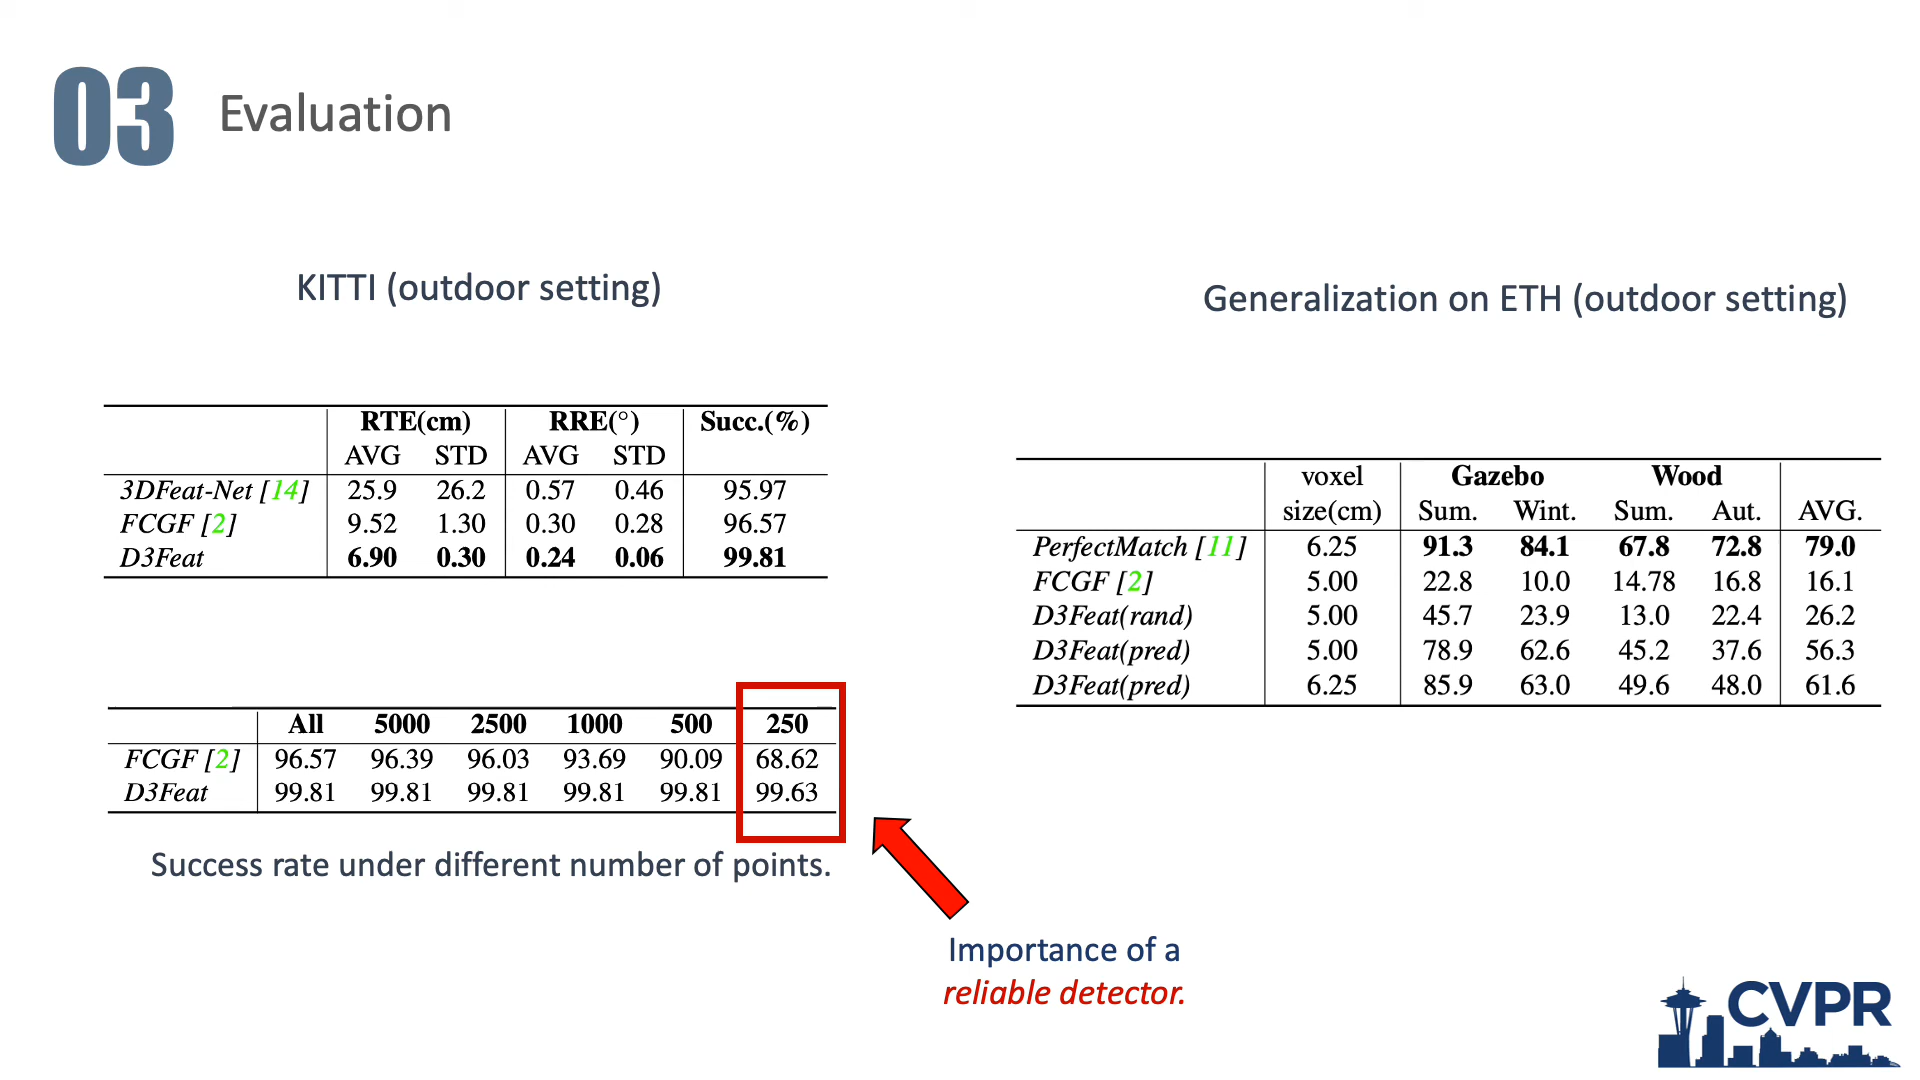 03 Evaluation
KITTI (outdoor setting)
RTE(cm) RRE(°) Succ.(%)
AVG STD AVG STD
3DFeat-Net [14] 25.9 26.2 0.57 0.46 95.97
FCGF [2] 9.52 1.30 0.30 0.28 96.57
D3Feat 6.90 0.30 0.24 0.06 99.81
All 5000 2500 1000 500 250
FCGF [2] 96.57 96.39 96.03 93.69 90.09 68.62
D3Feat 99.81 99.81 99.81 99.81 99.81 99.63
Success rate under different number of points.
Importance of a
reliable detector.
Generalization on ETH (outdoor setting)
voxel Gazebo Wood
size(cm) Sum. Wint. Sum. Aut. AVG.
PerfectMatch [11] 6.25 91.3 84.1 67.8 72.8 79.0
FCGF [2] 5.00 22.8 10.0 14.78 16.8 16.1
D3Feat(rand) 5.00 45.7 23.9 13.0 22.4 26.2
D3Feat(pred) 5.00 78.9 62.6 45.2 37.6 56.3
D3Feat(pred) 6.25 85.9 63.0 49.6 48.0 61.6
CVPR